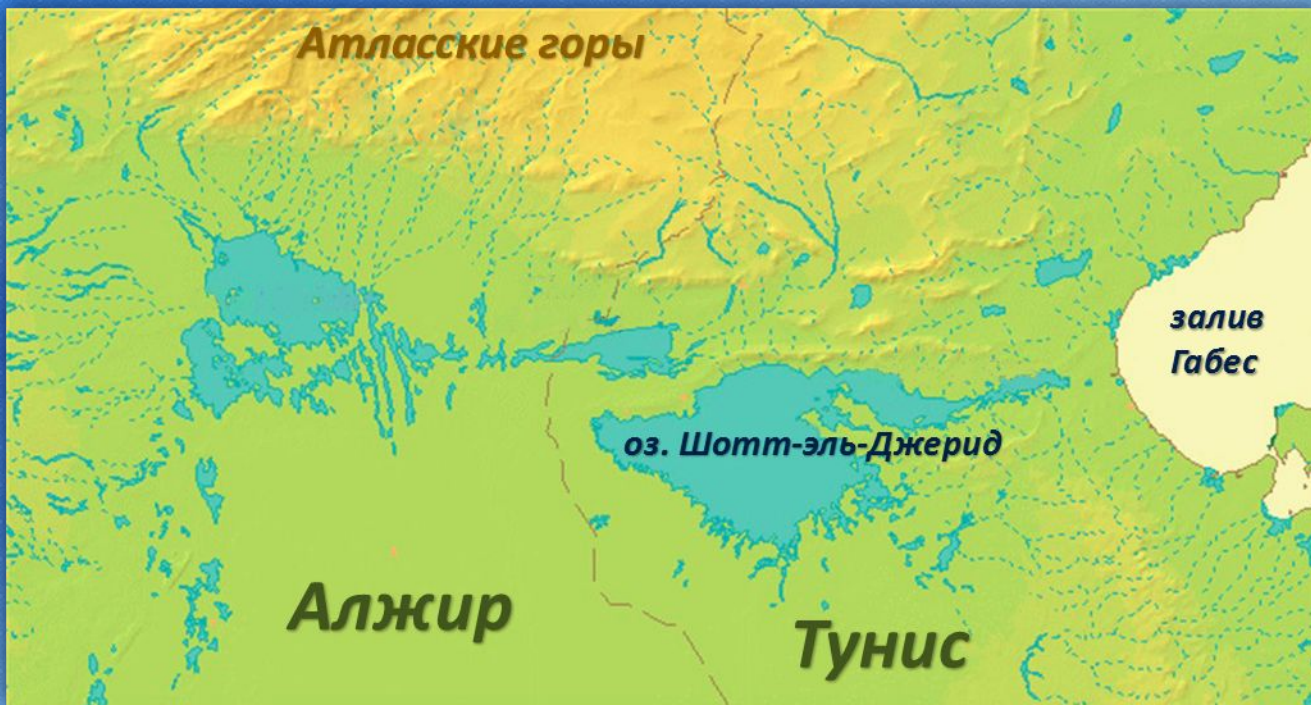 Атласские горы
залив
Габес
оз. Шотт-эль-Джерид
Алжир
Тунис